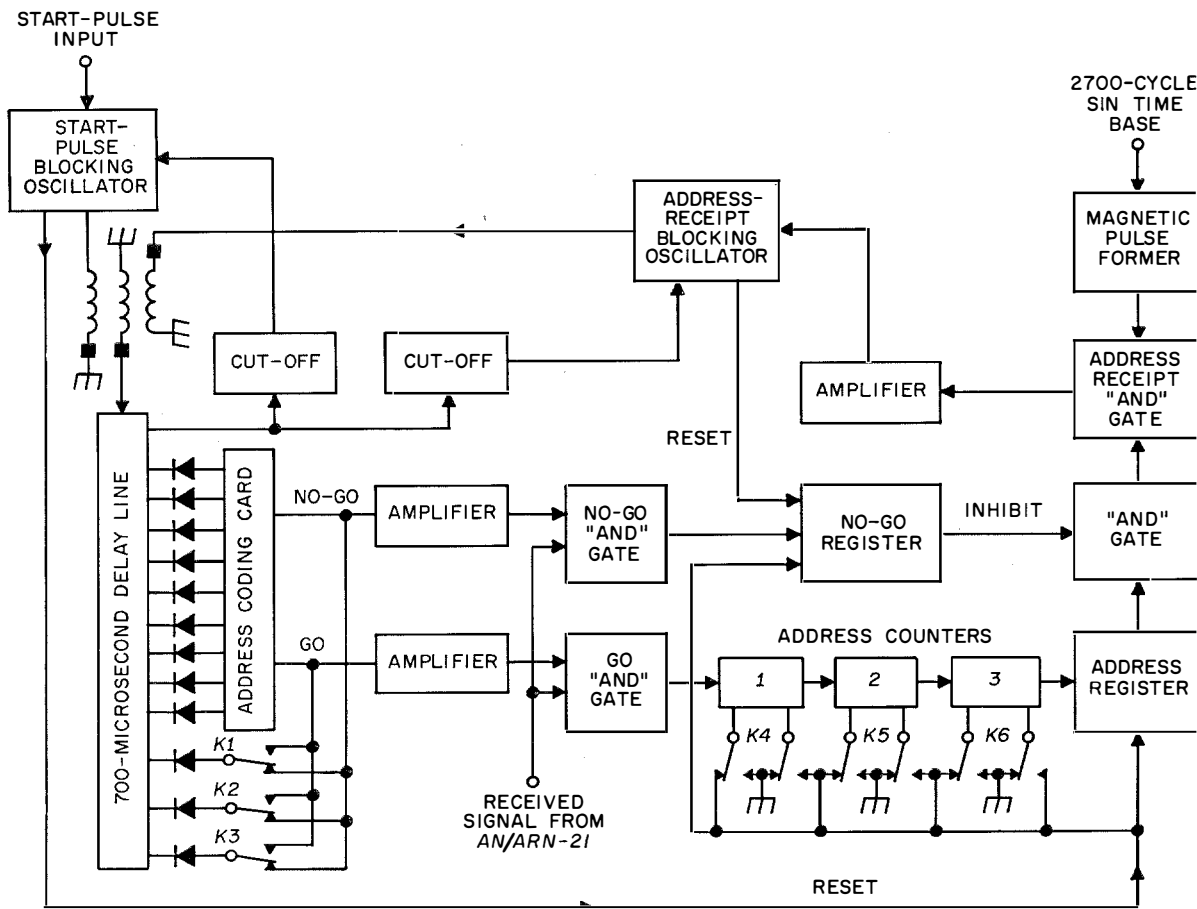 START-PULSE
INPUT
START-
PULSE
BLOCKING
OSCILLATOR
2700-CYCLE
SIN TIME
BASE
ADDRESS-
RECEIPT
BLOCKING
OSCILLATOR
MAGNETIC
PULSE
FORMER
CUT-OFF
CUT-OFF
AMPLIFIER
ADDRESS
RECEIPT
"AND"
GATE
RESET
700-MICROSECOND DELAY LINE
ADDRESS CODING CARD
NO-GO
AMPLIFIER
NO-GO
"AND"
GATE
NO-GO
REGISTER
INHIBIT
"AND"
GATE
GO
AMPLIFIER
GO
"AND"
GATE
ADDRESS COUNTERS
1
2
3
ADDRESS
REGISTER
K1
K2
K3
K4
K5
K6
RECEIVED
SIGNAL FROM
AN/ARN-21
RESET